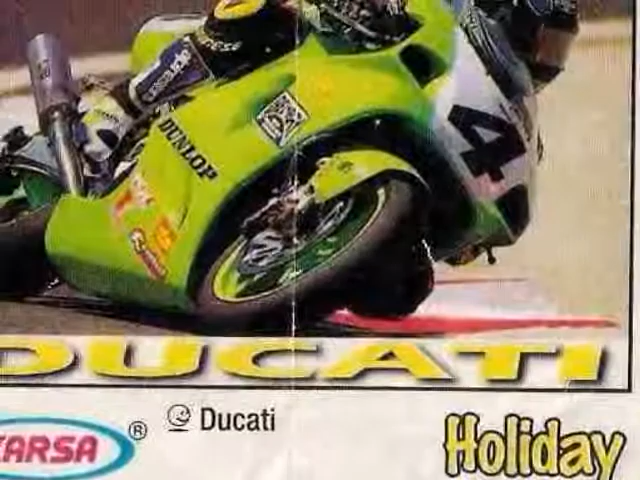 4
DUNLOP
DUCATI
ARSA ® Ducati
Holiday